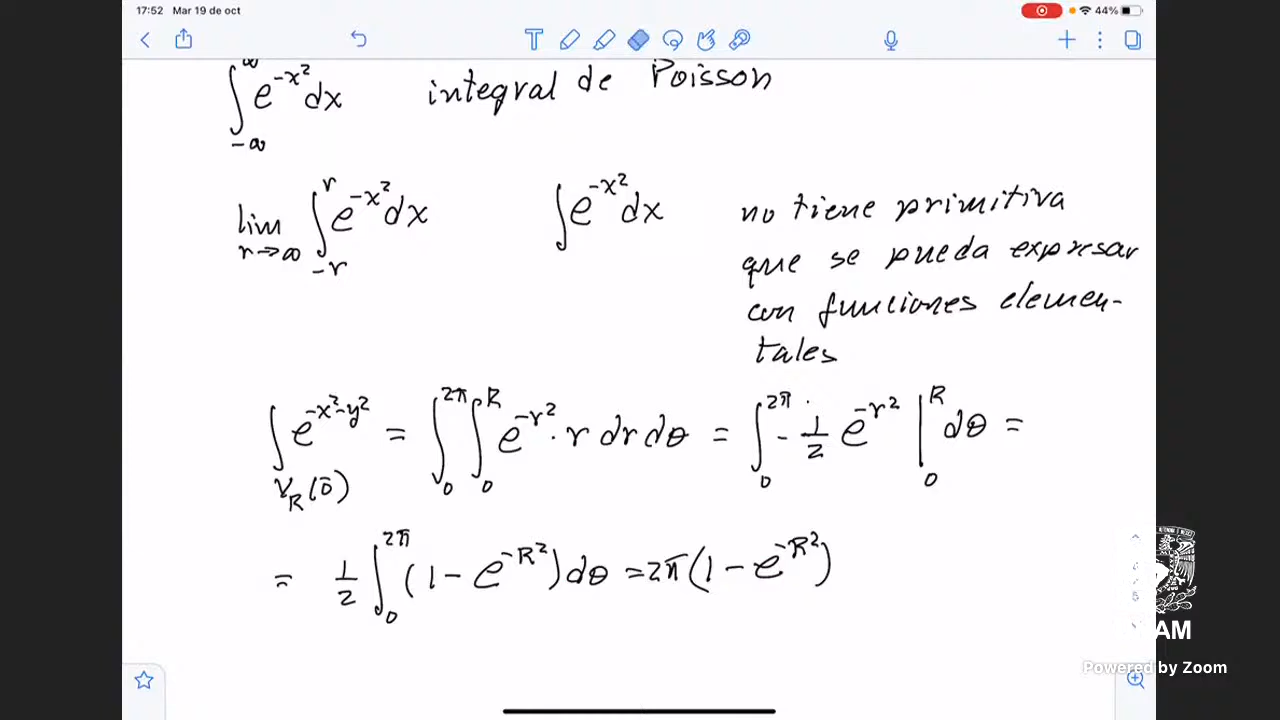 17:52 Mar 19 de oct 44%
∫_{-∞}^{∞} e^{-x²} dx integral de Poisson
lim_{r→∞} ∫_{-r}^{r} e^{-x²} dx ∫ e^{-x²} dx no tiene primitiva
que se pueda expresar
con funciones elemen-
tales
∫_{V_R(0̄)} e^{-x²-y²} = ∫_0^{2π} ∫_0^R e^{-r²} · r dr dθ = ∫_0^{2π} -1/2 e^{-r²} |_0^R dθ =
= 1/2 ∫_0^{2π} (1 - e^{-R²}) dθ = 2π(1 - e^{-R²})
Powered by Zoom